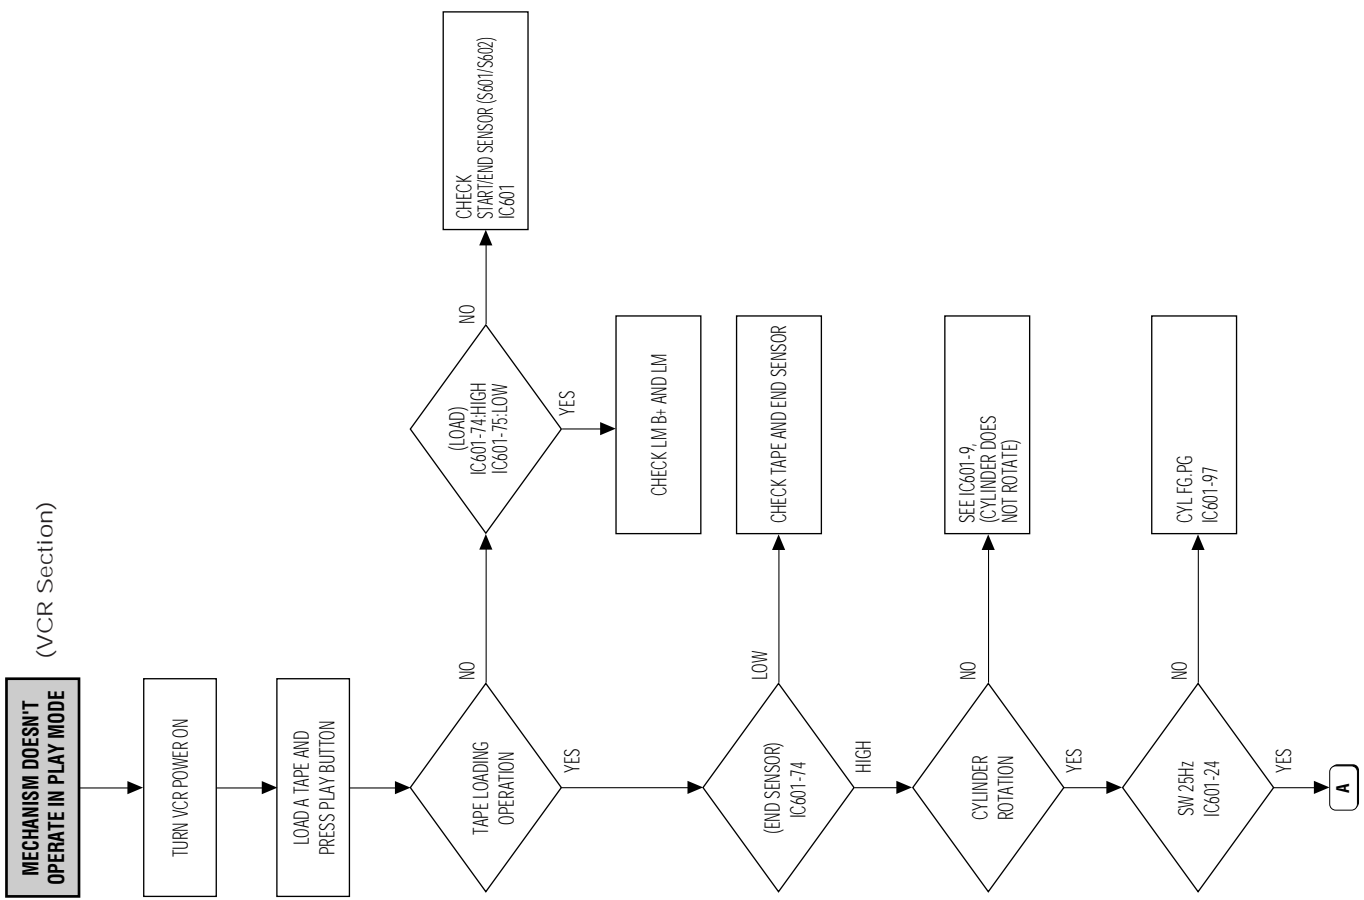 (VCR Section)
MECHANISM DOESN'T
OPERATE IN PLAY MODE
TURN VCR POWER ON
LOAD A TAPE AND
PRESS PLAY BUTTON
TAPE LOADING
OPERATION
NO
YES
(LOAD)
IC601-74:HIGH
IC601-75:LOW
NO
YES
CHECK
START/END SENSOR (S601/S602)
IC601
CHECK LM B+ AND LM
(END SENSOR)
IC601-74
LOW
HIGH
CHECK TAPE AND END SENSOR
CYLINDER
ROTATION
NO
YES
SEE IC601-9,
(CYLINDER DOES
NOT ROTATE)
SW 25Hz
IC601-24
NO
YES
CYL FG.PG
IC601-97
A